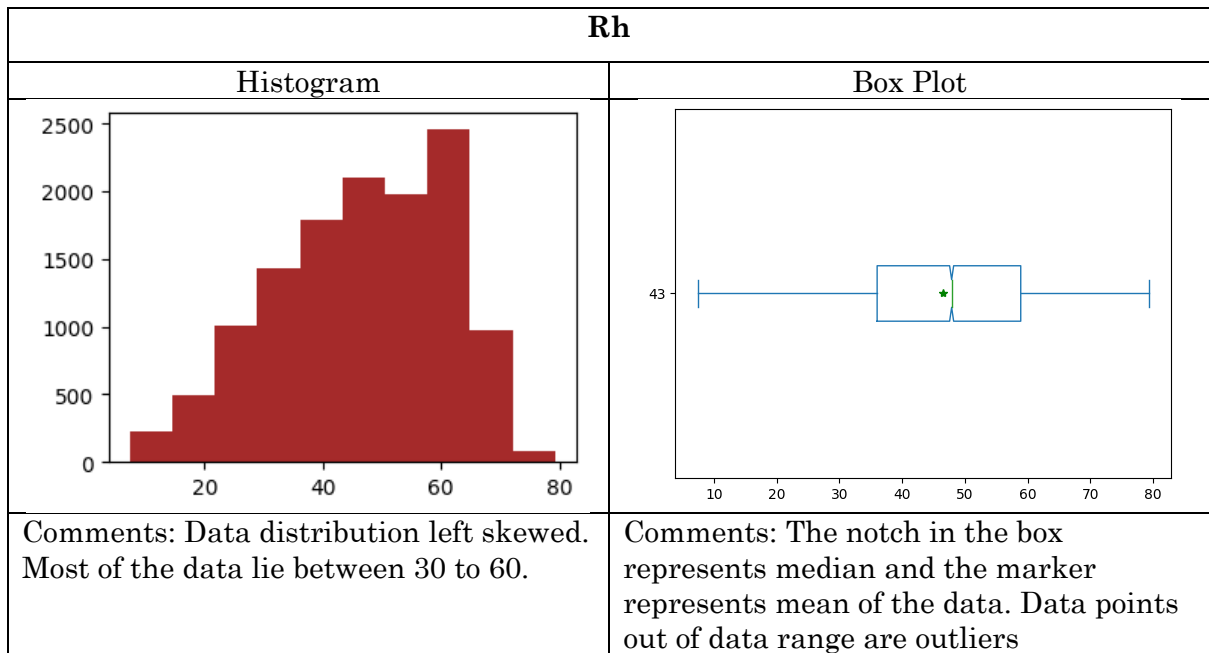 Rh
Histogram
Box Plot
2500
2000
1500
1000
500
0
20 40 60 80
43
10 20 30 40 50 60 70 80
Comments: Data distribution left skewed.
Most of the data lie between 30 to 60.
Comments: The notch in the box
represents median and the marker
represents mean of the data. Data points
out of data range are outliers